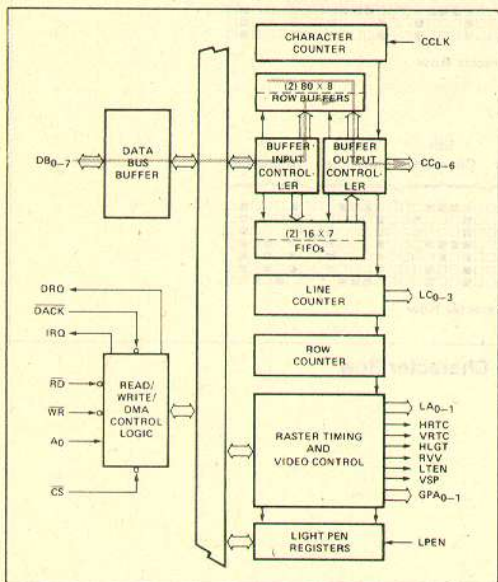 CHARACTER
COUNTER
CCLK
(2) 80 X 8
ROW BUFFERS
DATA
BUS
BUFFER
DB0-7
BUFFER
INPUT
CONTROL-
LER
BUFFER
OUTPUT
CONTROL-
LER
CC0-6
(2) 16 X 7
FIFOs
DRQ
DACK
IRQ
RD
WR
A0
CS
READ/
WRITE/
DMA
CONTROL
LOGIC
LINE
COUNTER
LC0-3
ROW
COUNTER
RASTER TIMING
AND
VIDEO CONTROL
LA0-1
HRTC
VRTC
HLGT
RVV
LTEN
VSP
GPA0-1
LIGHT PEN
REGISTERS
LPEN